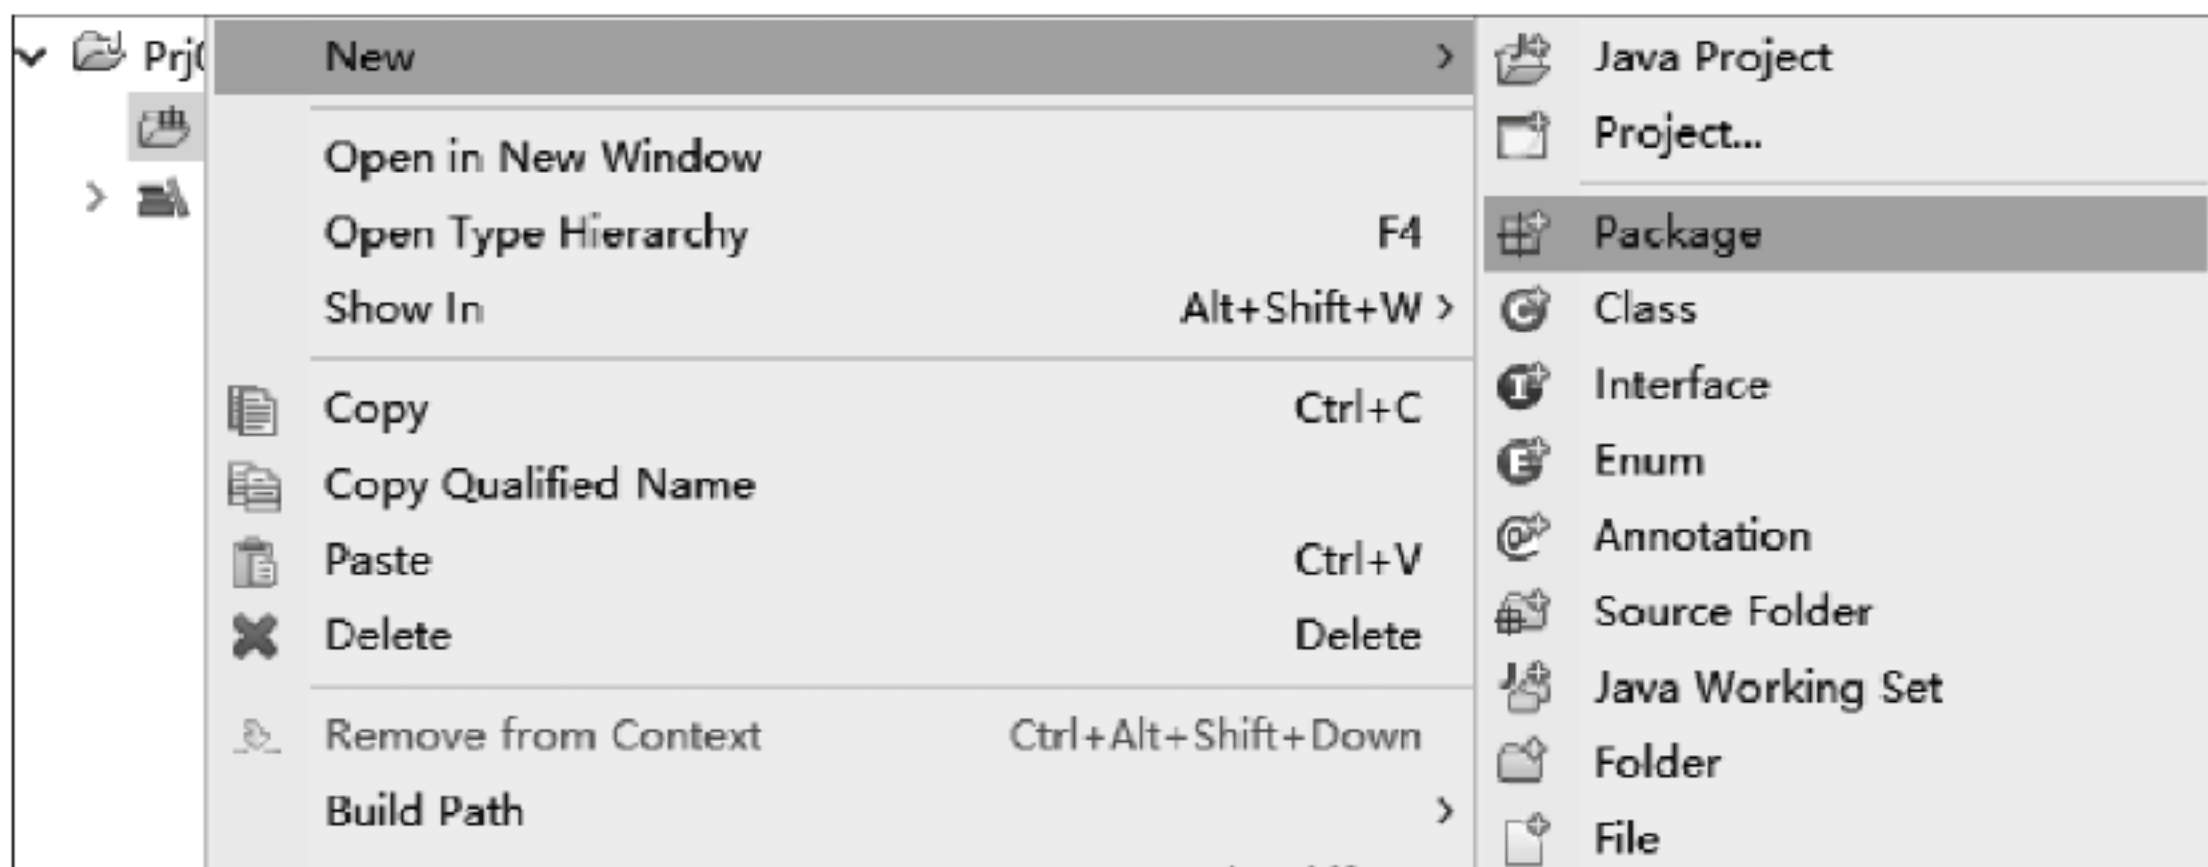 Prj
New
Open in New Window
Open Type Hierarchy F4
Show In Alt+Shift+W
Copy Ctrl+C
Copy Qualified Name
Paste Ctrl+V
Delete Delete
Remove from Context Ctrl+Alt+Shift+Down
Build Path
Java Project
Project...
Package
Class
Interface
Enum
Annotation
Source Folder
Java Working Set
Folder
File